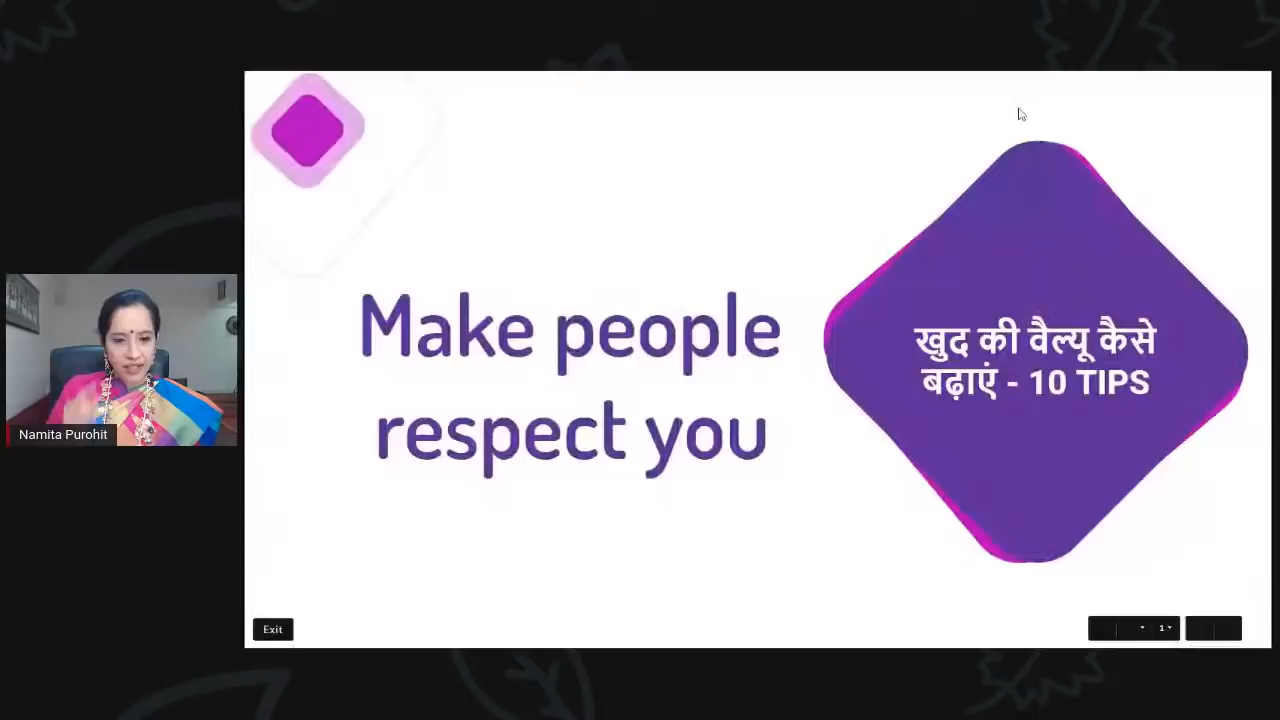 Make people
respect you
खुद की वैल्यू कैसे
बढ़ाएं - 10 TIPS
Namita Purohit
Exit
1